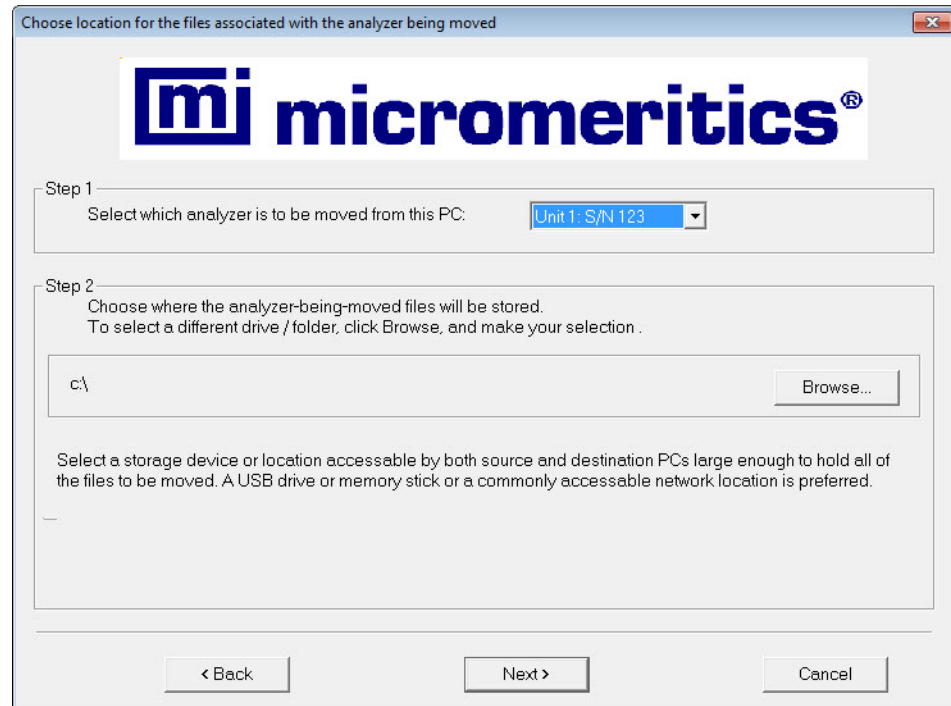 Choose location for the files associated with the analyzer being moved
mi micromeritics®
Step 1
Select which analyzer is to be moved from this PC:
Unit 1: S/N 123
Step 2
Choose where the analyzer-being-moved files will be stored.
To select a different drive / folder, click Browse, and make your selection .
c:\
Browse...
Select a storage device or location accessable by both source and destination PCs large enough to hold all of
the files to be moved. A USB drive or memory stick or a commonly accessable network location is preferred.
< Back
Next >
Cancel